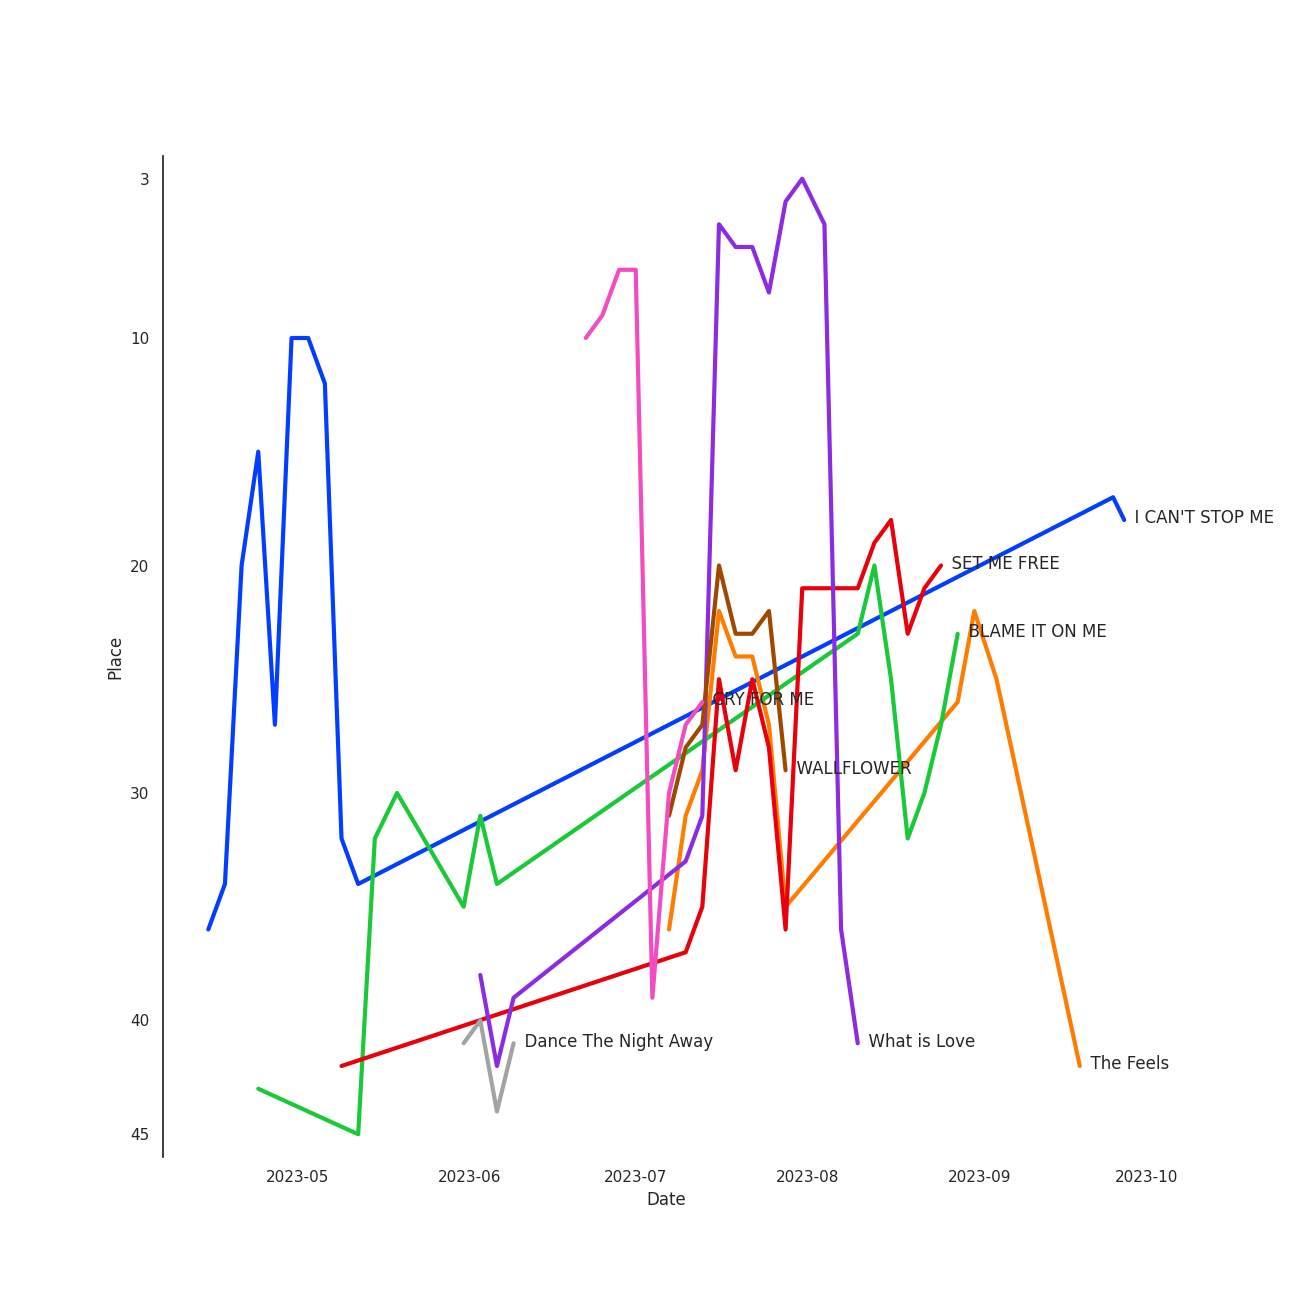 3
10
20
30
40
45
Place
I CAN'T STOP ME
SET ME FREE
BLAME IT ON ME
CRY FOR ME
WALLFLOWER
Dance The Night Away
What is Love
The Feels
2023-05
2023-06
2023-07
2023-08
2023-09
2023-10
Date